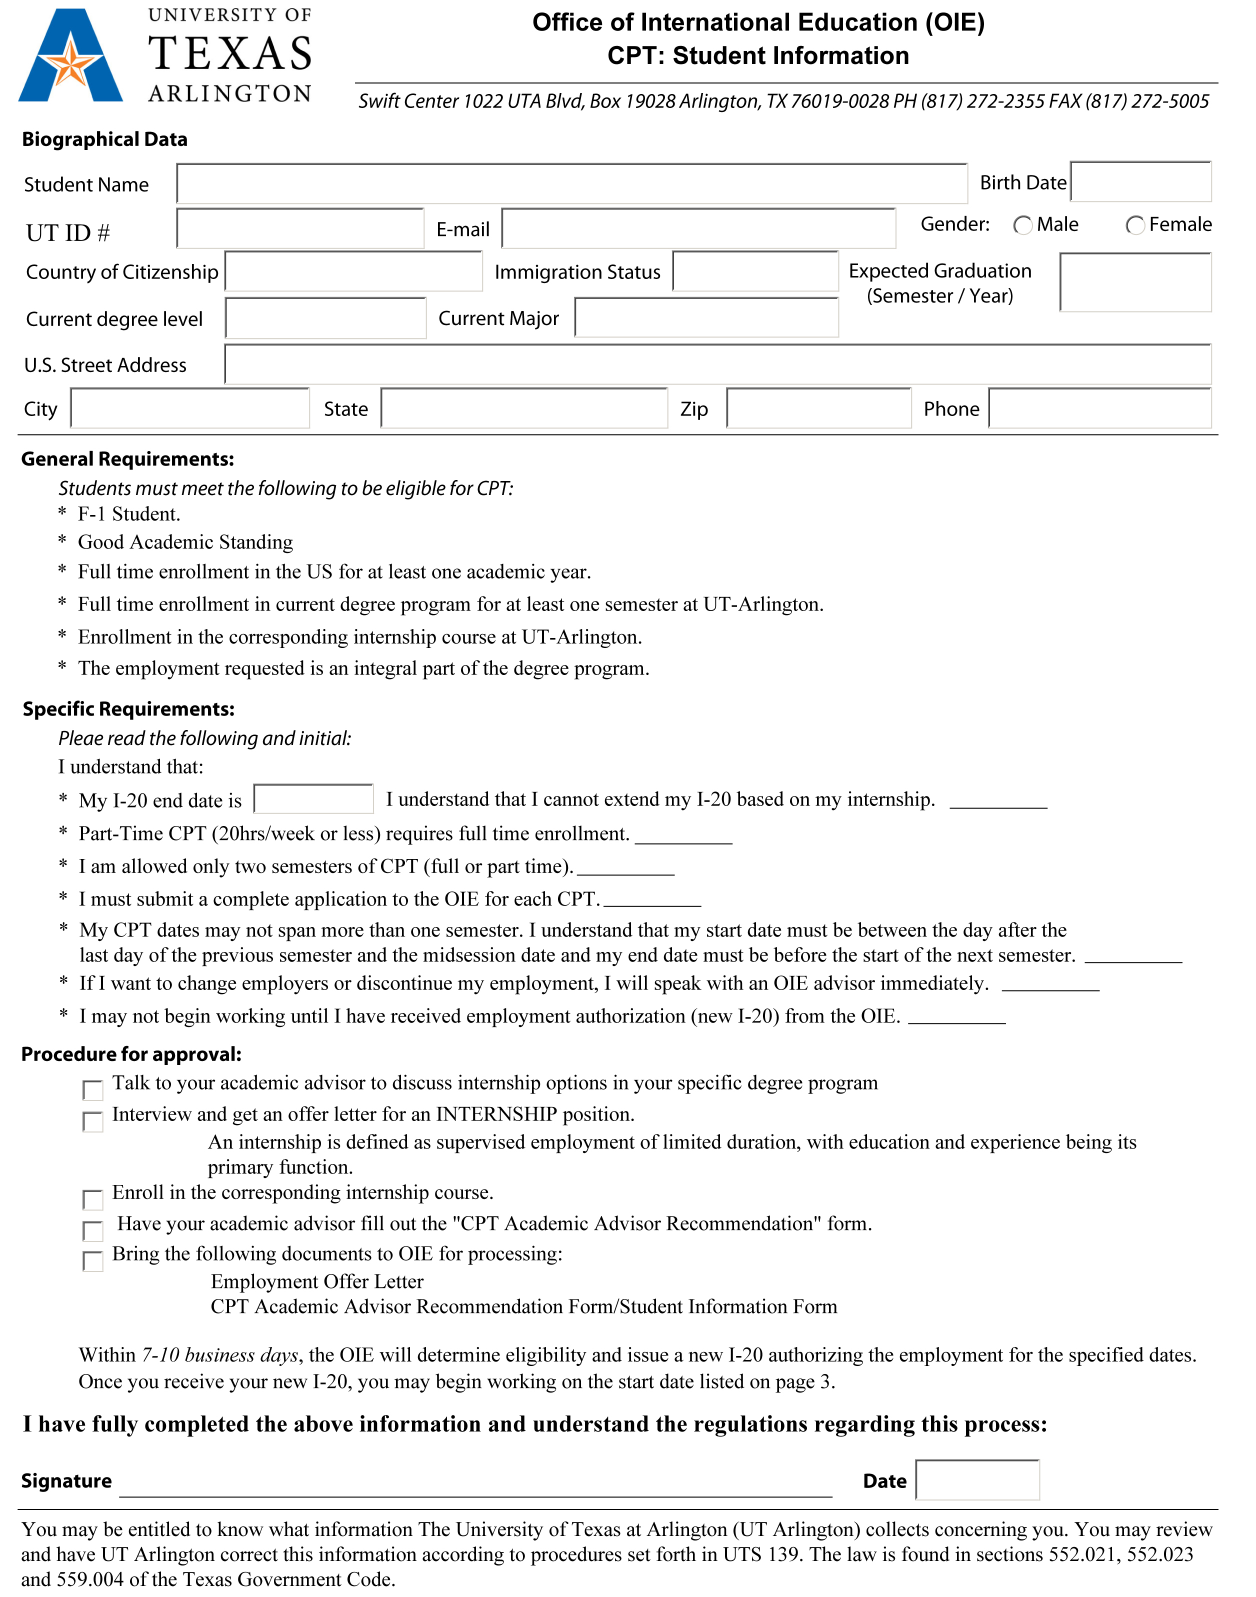 UNIVERSITY OF
TEXAS
ARLINGTON
Office of International Education (OIE)
CPT: Student Information
Swift Center 1022 UTA Blvd, Box 19028 Arlington, TX 76019-0028 PH (817) 272-2355 FAX (817) 272-5005
Biographical Data
Student Name Birth Date
UT ID # E-mail Gender: Male Female
Country of Citizenship Immigration Status Expected Graduation
(Semester / Year)
Current degree level Current Major
U.S. Street Address
City State Zip Phone
General Requirements:
Students must meet the following to be eligible for CPT:
* F-1 Student.
* Good Academic Standing
* Full time enrollment in the US for at least one academic year.
* Full time enrollment in current degree program for at least one semester at UT-Arlington.
* Enrollment in the corresponding internship course at UT-Arlington.
* The employment requested is an integral part of the degree program.
Specific Requirements:
Pleae read the following and initial:
I understand that:
* My I-20 end date is I understand that I cannot extend my I-20 based on my internship. __________
* Part-Time CPT (20hrs/week or less) requires full time enrollment. __________
* I am allowed only two semesters of CPT (full or part time). __________
* I must submit a complete application to the OIE for each CPT. __________
* My CPT dates may not span more than one semester. I understand that my start date must be between the day after the
last day of the previous semester and the midsession date and my end date must be before the start of the next semester. __________
* If I want to change employers or discontinue my employment, I will speak with an OIE advisor immediately. __________
* I may not begin working until I have received employment authorization (new I-20) from the OIE. __________
Procedure for approval:
Talk to your academic advisor to discuss internship options in your specific degree program
Interview and get an offer letter for an INTERNSHIP position.
An internship is defined as supervised employment of limited duration, with education and experience being its
primary function.
Enroll in the corresponding internship course.
Have your academic advisor fill out the "CPT Academic Advisor Recommendation" form.
Bring the following documents to OIE for processing:
Employment Offer Letter
CPT Academic Advisor Recommendation Form/Student Information Form
Within 7-10 business days, the OIE will determine eligibility and issue a new I-20 authorizing the employment for the specified dates.
Once you receive your new I-20, you may begin working on the start date listed on page 3.
I have fully completed the above information and understand the regulations regarding this process:
Signature Date
You may be entitled to know what information The University of Texas at Arlington (UT Arlington) collects concerning you. You may review
and have UT Arlington correct this information according to procedures set forth in UTS 139. The law is found in sections 552.021, 552.023
and 559.004 of the Texas Government Code.